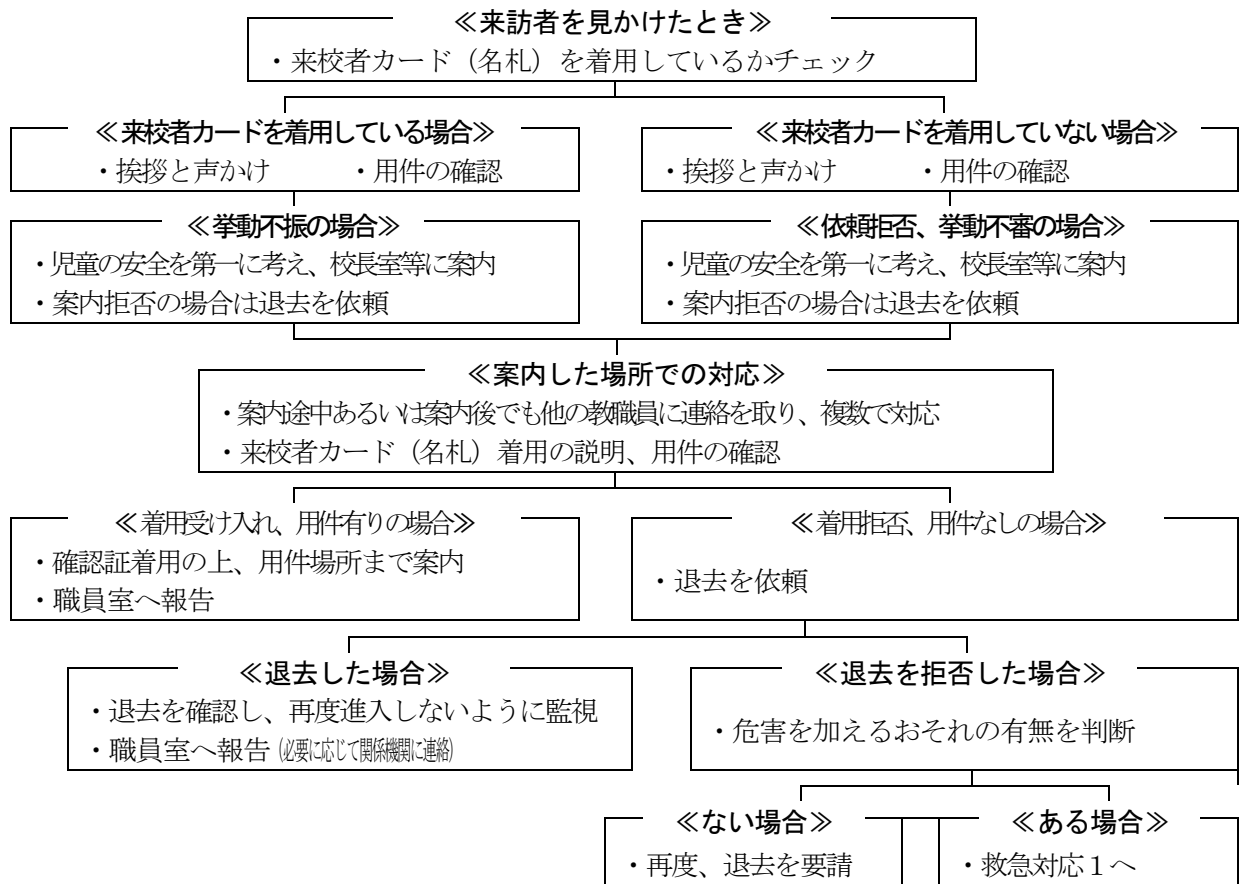 ≪来訪者を見かけたとき≫
・来校者カード（名札）を着用しているかチェック
≪来校者カードを着用している場合≫
・挨拶と声かけ　・用件の確認
≪来校者カードを着用していない場合≫
・挨拶と声かけ　・用件の確認
≪挙動不振の場合≫
・児童の安全を第一に考え、校長室等に案内
・案内拒否の場合は退去を依頼
≪依頼拒否、挙動不審の場合≫
・児童の安全を第一に考え、校長室等に案内
・案内拒否の場合は退去を依頼
≪案内した場所での対応≫
・案内途中あるいは案内後でも他の教職員に連絡を取り、複数で対応
・来校者カード（名札）着用の説明、用件の確認
≪着用受け入れ、用件有りの場合≫
・確認証着用の上、用件場所まで案内
・職員室へ報告
≪着用拒否、用件なしの場合≫
・退去を依頼
≪退去した場合≫
・退去を確認し、再度進入しないように監視
・職員室へ報告（必要に応じて関係機関に連絡）
≪退去を拒否した場合≫
・危害を加えるおそれの有無を判断
≪ない場合≫
・再度、退去を要請
≪ある場合≫
・救急対応１へ